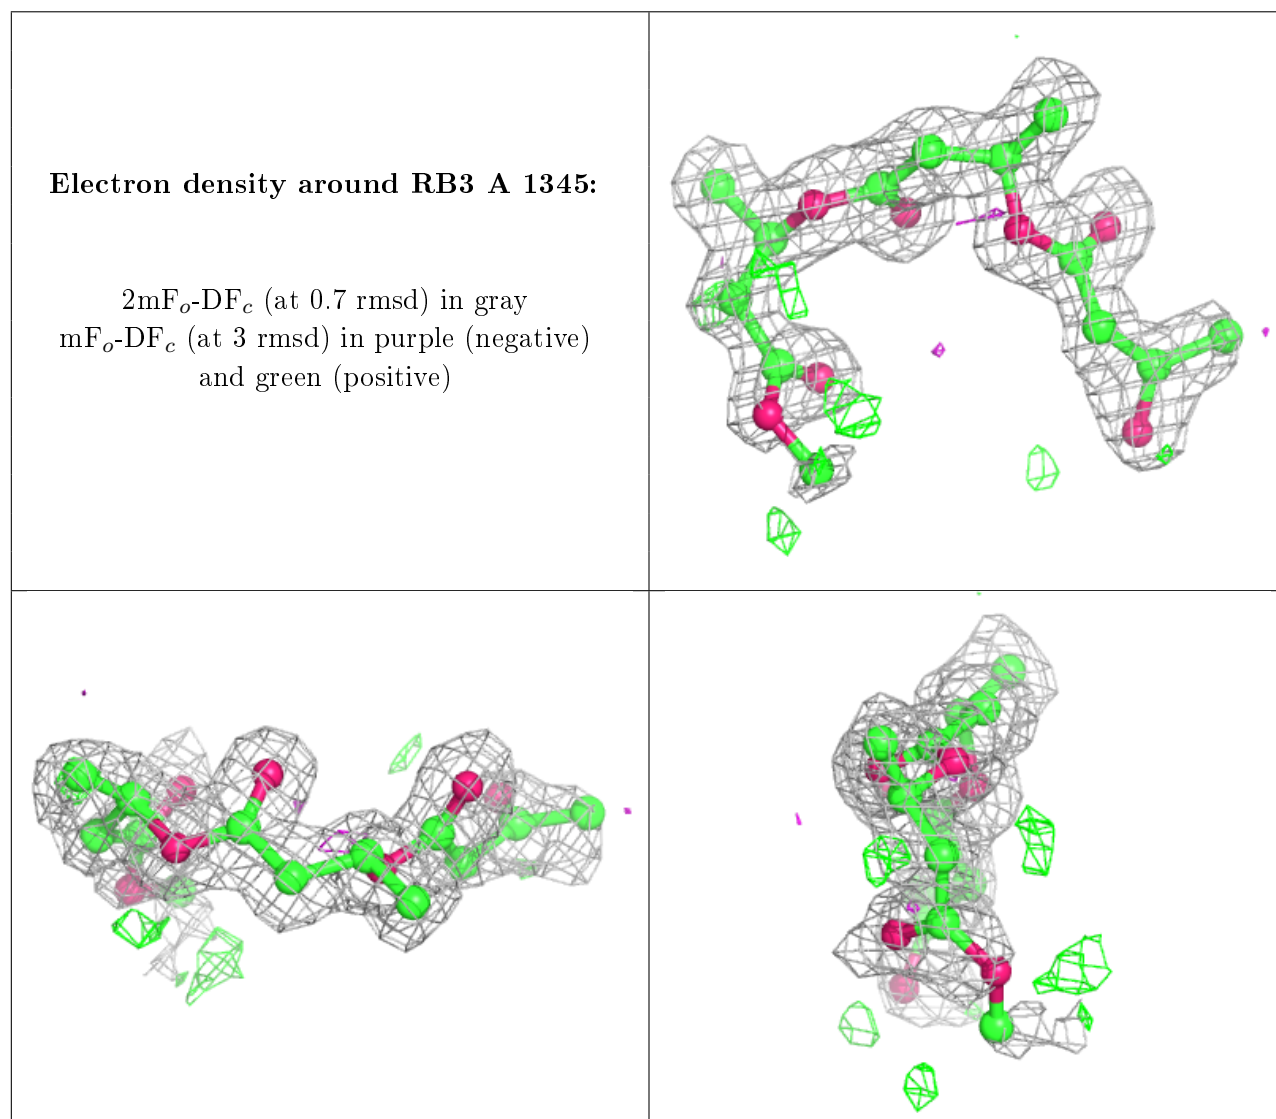 Electron density around RB3 A 1345:
2mFo-DFc (at 0.7 rmsd) in gray
mFo-DFc (at 3 rmsd) in purple (negative)
and green (positive)